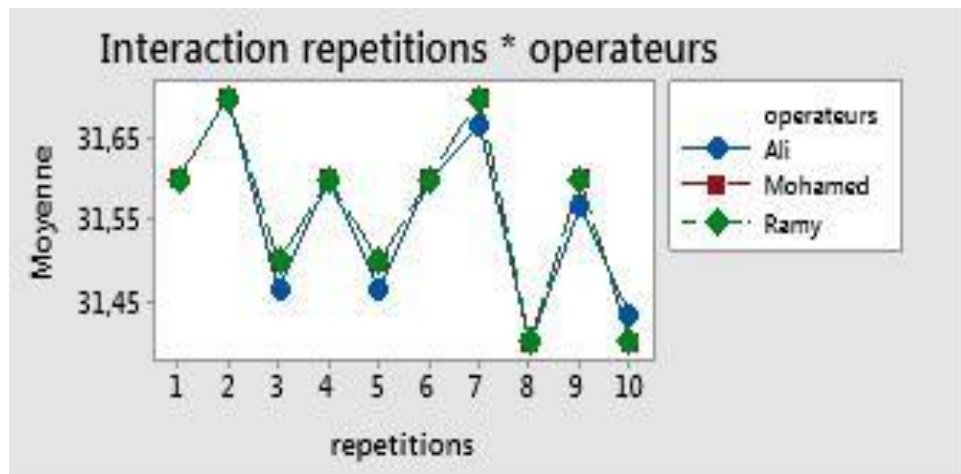 Interaction repetitions * operateurs
Moyenne
31,65
31,55
31,45
1 2 3 4 5 6 7 8 9 10
repetitions
operateurs
Ali
Mohamed
Ramy